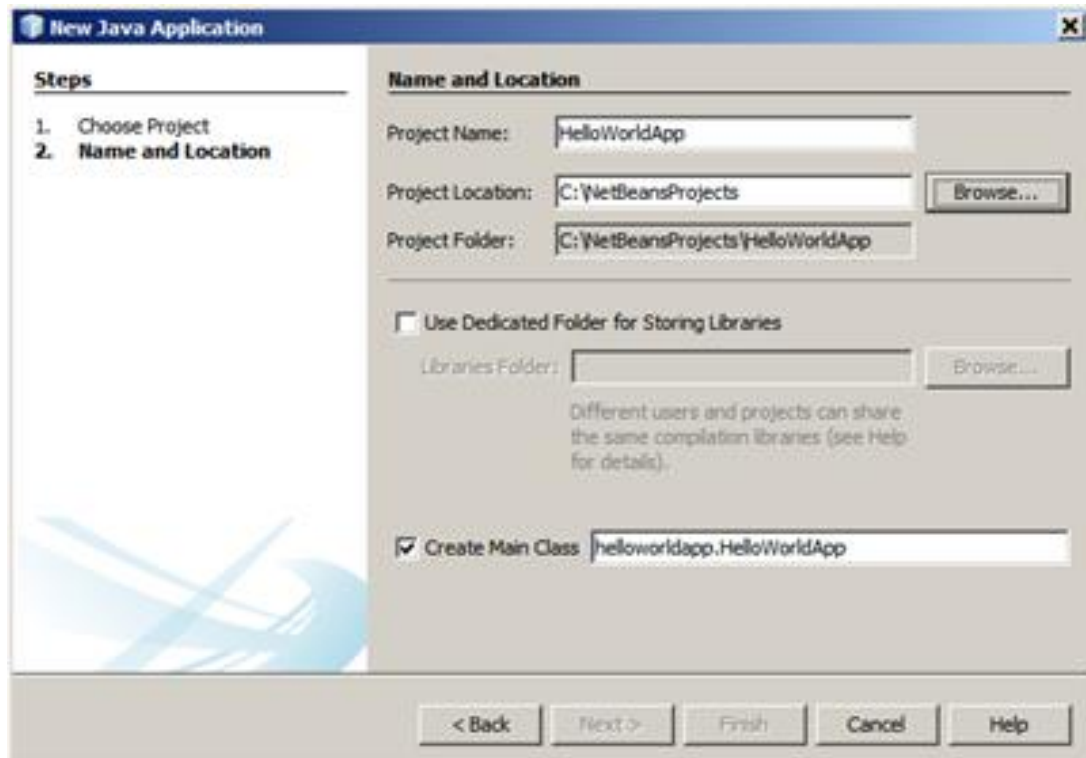 New Java Application
Steps
1. Choose Project
2. Name and Location
Name and Location
Project Name: HelloWorldApp
Project Location: C:\NetBeansProjects Browse...
Project Folder: C:\NetBeansProjects\HelloWorldApp
Use Dedicated Folder for Storing Libraries
Libraries Folder: Browse...
Different users and projects can share
the same compilation libraries (see Help
for details).
Create Main Class helloworldapp.HelloWorldApp
< Back Next > Finish Cancel Help